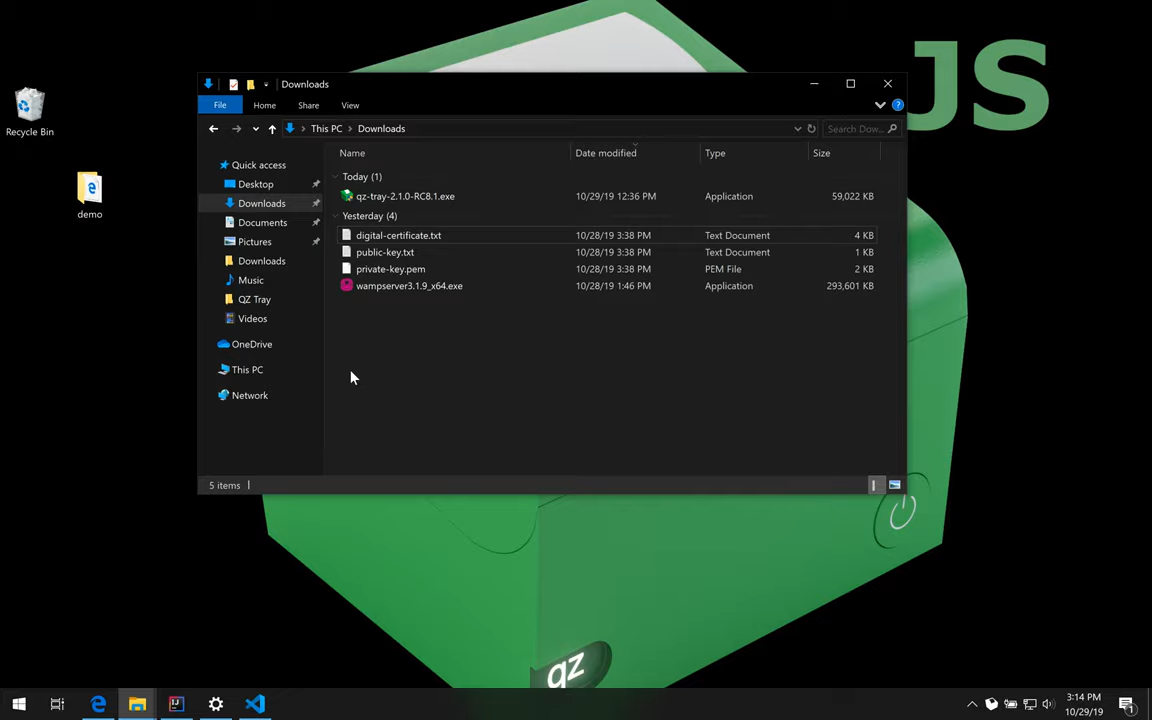 JS
Recycle Bin
demo
Downloads
File Home Share View
This PC Downloads
Search Dow...
Name Date modified Type Size
Quick access
Desktop
Downloads
Documents
Pictures
Downloads
Music
QZ Tray
Videos
OneDrive
This PC
Network
Today (1)
qz-tray-2.1.0-RC8.1.exe 10/29/19 12:36 PM Application 59,022 KB
Yesterday (4)
digital-certificate.txt 10/28/19 3:38 PM Text Document 4 KB
public-key.txt 10/28/19 3:38 PM Text Document 1 KB
private-key.pem 10/28/19 3:38 PM PEM File 2 KB
wampserver3.1.9_x64.exe 10/28/19 1:46 PM Application 293,601 KB
5 items
qz
3:14 PM
10/29/19
1